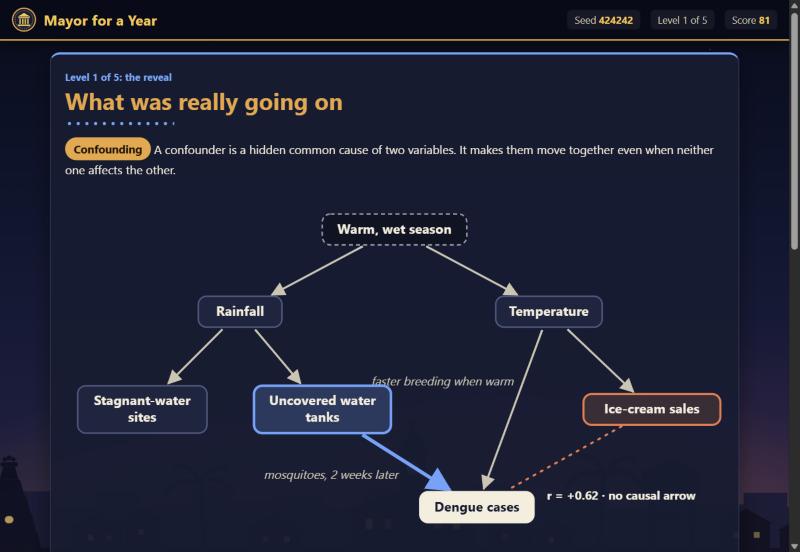 Mayor for a Year
Seed 424242
Level 1 of 5
Score 81
Level 1 of 5: the reveal
What was really going on
Confounding A confounder is a hidden common cause of two variables. It makes them move together even when neither
one affects the other.
Warm, wet season
Rainfall
Temperature
faster breeding when warm
Stagnant-water
sites
Uncovered water
tanks
Ice-cream sales
mosquitoes, 2 weeks later
Dengue cases
r = +0.62 · no causal arrow